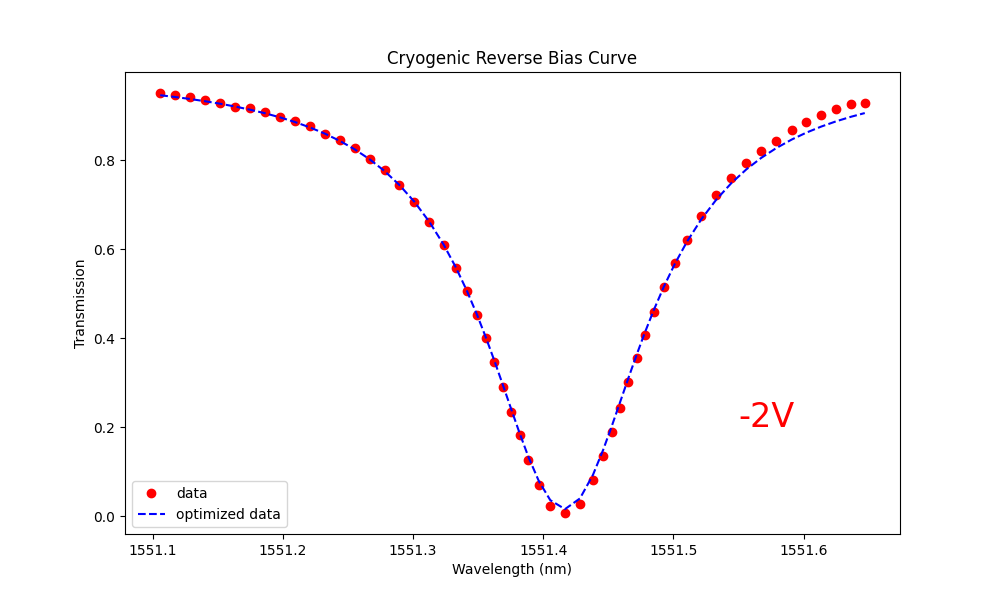 Cryogenic Reverse Bias Curve
Transmission
0.8
0.6
0.4
0.2
0.0
-2V
data
optimized data
1551.1 1551.2 1551.3 1551.4 1551.5 1551.6
Wavelength (nm)